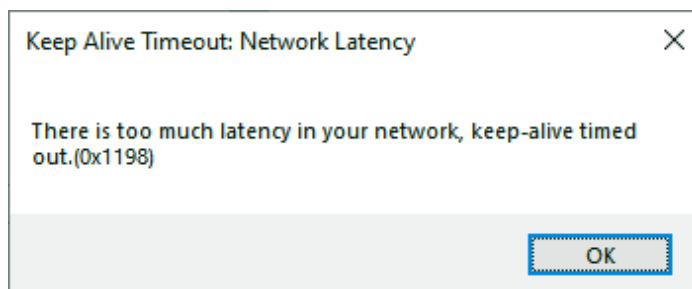 Keep Alive Timeout: Network Latency
There is too much latency in your network, keep-alive timed
out.(0x1198)
OK